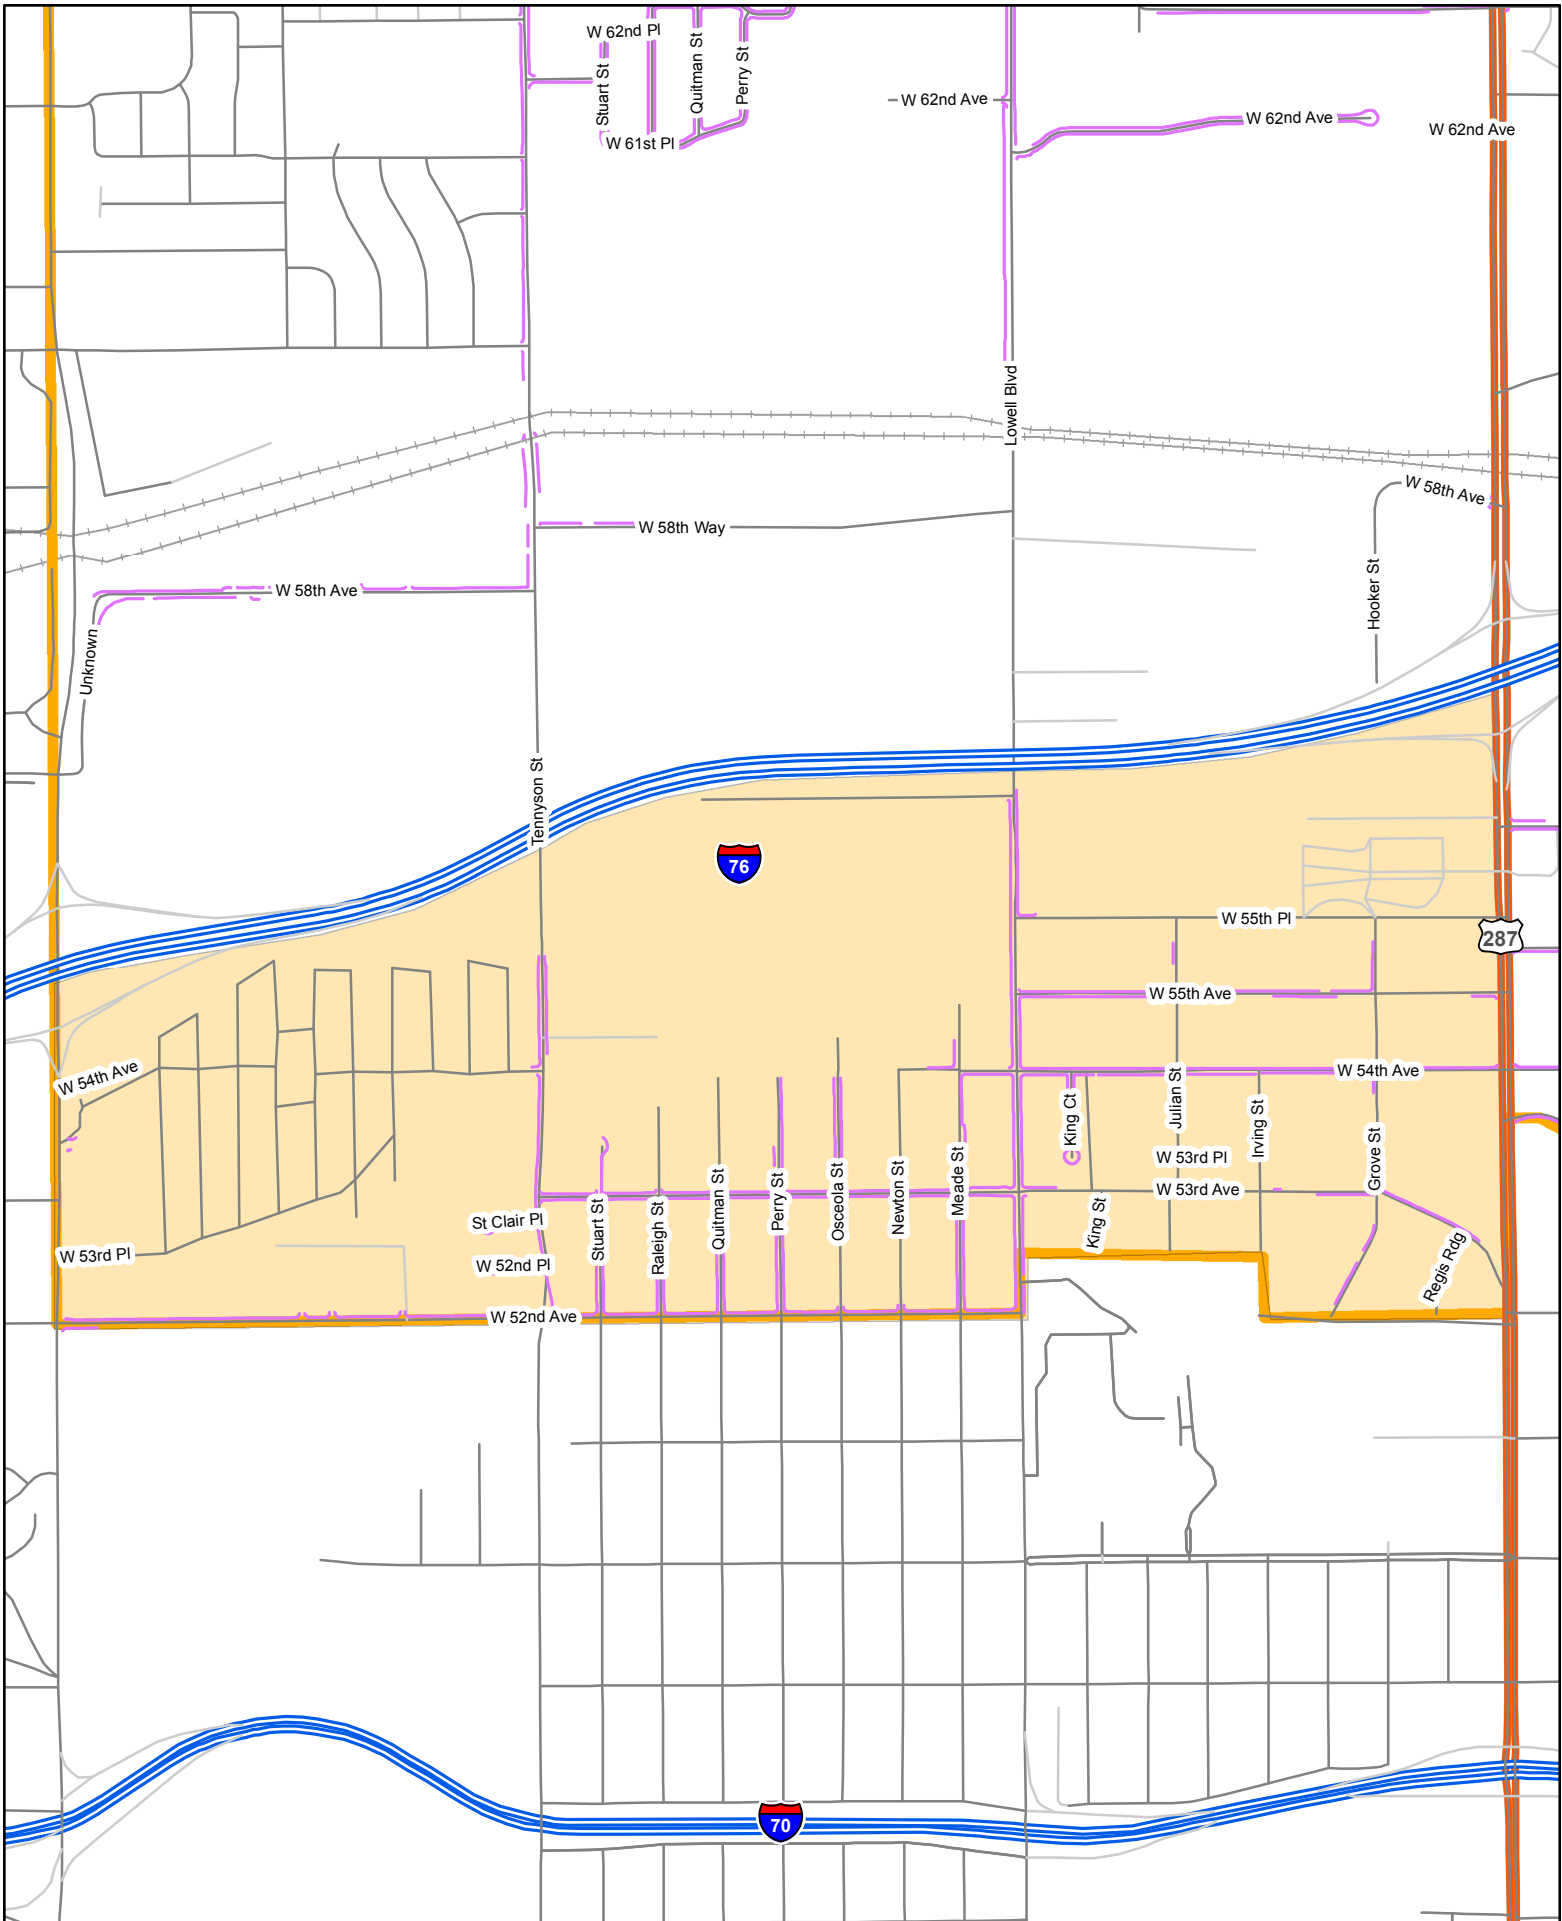 W 62nd Pl
Stuart St
Quitman St
Perry St
W 61st Pl
W 62nd Ave
W 62nd Ave
W 62nd Ave
Lowell Blvd
W 58th Ave
W 58th Way
Hooker St
W 58th Ave
Unknown
Tennyson St
76
W 55th Pl
287
W 55th Ave
W 54th Ave
W 54th Ave
King Ct
Julian St
Irving St
Grove St
W 53rd Pl
W 53rd Ave
Stuart St
Raleigh St
Quitman St
Perry St
Osceola St
Newton St
Meade St
King St
St Clair Pl
W 53rd Pl
W 52nd Pl
Regis Rdg
W 52nd Ave
70